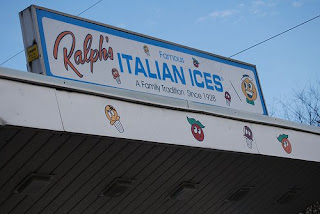 Ralph's
Famous
ITALIAN ICES
A Family Tradition Since 1928